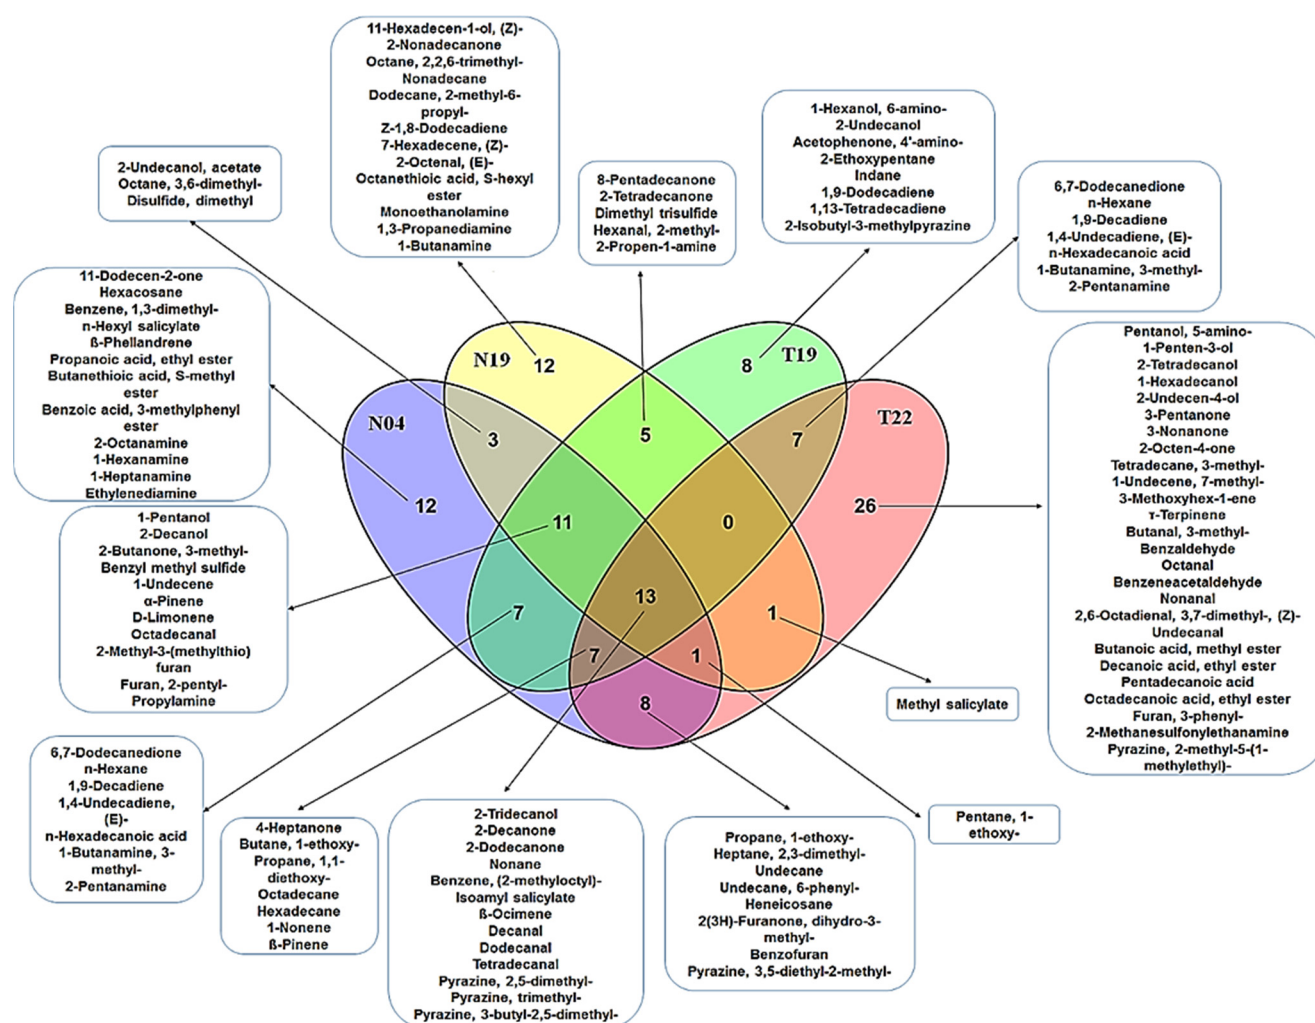 11-Hexadecen-1-ol, (Z)-
2-Nonadecanone
Octane, 2,2,6-trimethyl-
Nonadecane
Dodecane, 2-methyl-6-
propyl-
Z-1,8-Dodecadiene
7-Hexadecene, (Z)-
2-Octenal, (E)-
Octanethioic acid, S-hexyl
ester
Monoethanolamine
1,3-Propanediamine
1-Butanamine
1-Hexanol, 6-amino-
2-Undecanol
Acetophenone, 4'-amino-
2-Ethoxypentane
Indane
1,9-Dodecadiene
1,13-Tetradecadiene
2-Isobutyl-3-methylpyrazine
2-Undecanol, acetate
Octane, 3,6-dimethyl-
Disulfide, dimethyl
8-Pentadecanone
2-Tetradecanone
Dimethyl trisulfide
Hexanal, 2-methyl-
2-Propen-1-amine
6,7-Dodecanedione
n-Hexane
1,9-Decadiene
1,4-Undecadiene, (E)-
n-Hexadecanoic acid
1-Butanamine, 3-methyl-
2-Pentanamine
11-Dodecen-2-one
Hexacosane
Benzene, 1,3-dimethyl-
n-Hexyl salicylate
ß-Phellandrene
Propanoic acid, ethyl ester
Butanethioic acid, S-methyl
ester
Benzoic acid, 3-methylphenyl
ester
2-Octanamine
1-Hexanamine
1-Heptanamine
Ethylenediamine
Pentanol, 5-amino-
1-Penten-3-ol
2-Tetradecanol
1-Hexadecanol
2-Undecen-4-ol
3-Pentanone
3-Nonanone
2-Octen-4-one
Tetradecane, 3-methyl-
1-Undecene, 7-methyl-
3-Methoxyhex-1-ene
τ-Terpinene
Butanal, 3-methyl-
Benzaldehyde
Octanal
Benzeneacetaldehyde
Nonanal
2,6-Octadienal, 3,7-dimethyl-, (Z)-
Undecanal
Butanoic acid, methyl ester
Decanoic acid, ethyl ester
Pentadecanoic acid
Octadecanoic acid, ethyl ester
Furan, 3-phenyl-
2-Methanesulfonylethanamine
Pyrazine, 2-methyl-5-(1-
methylethyl)-
N19
12
8
T19
N04
3
5
7
T22
12
11
0
26
7
13
1
7
1
8
1-Pentanol
2-Decanol
2-Butanone, 3-methyl-
Benzyl methyl sulfide
1-Undecene
α-Pinene
D-Limonene
Octadecanal
2-Methyl-3-(methylthio)
furan
Furan, 2-pentyl-
Propylamine
Methyl salicylate
6,7-Dodecanedione
n-Hexane
1,9-Decadiene
1,4-Undecadiene,
(E)-
n-Hexadecanoic acid
1-Butanamine, 3-
methyl-
2-Pentanamine
4-Heptanone
Butane, 1-ethoxy-
Propane, 1,1-
diethoxy-
Octadecane
Hexadecane
1-Nonene
ß-Pinene
2-Tridecanol
2-Decanone
2-Dodecanone
Nonane
Benzene, (2-methyloctyl)-
Isoamyl salicylate
ß-Ocimene
Decanal
Dodecanal
Tetradecanal
Pyrazine, 2,5-dimethyl-
Pyrazine, trimethyl-
Pyrazine, 3-butyl-2,5-dimethyl-
Propane, 1-ethoxy-
Heptane, 2,3-dimethyl-
Undecane
Undecane, 6-phenyl-
Heneicosane
2(3H)-Furanone, dihydro-3-
methyl-
Benzofuran
Pyrazine, 3,5-diethyl-2-methyl-
Pentane, 1-
ethoxy-